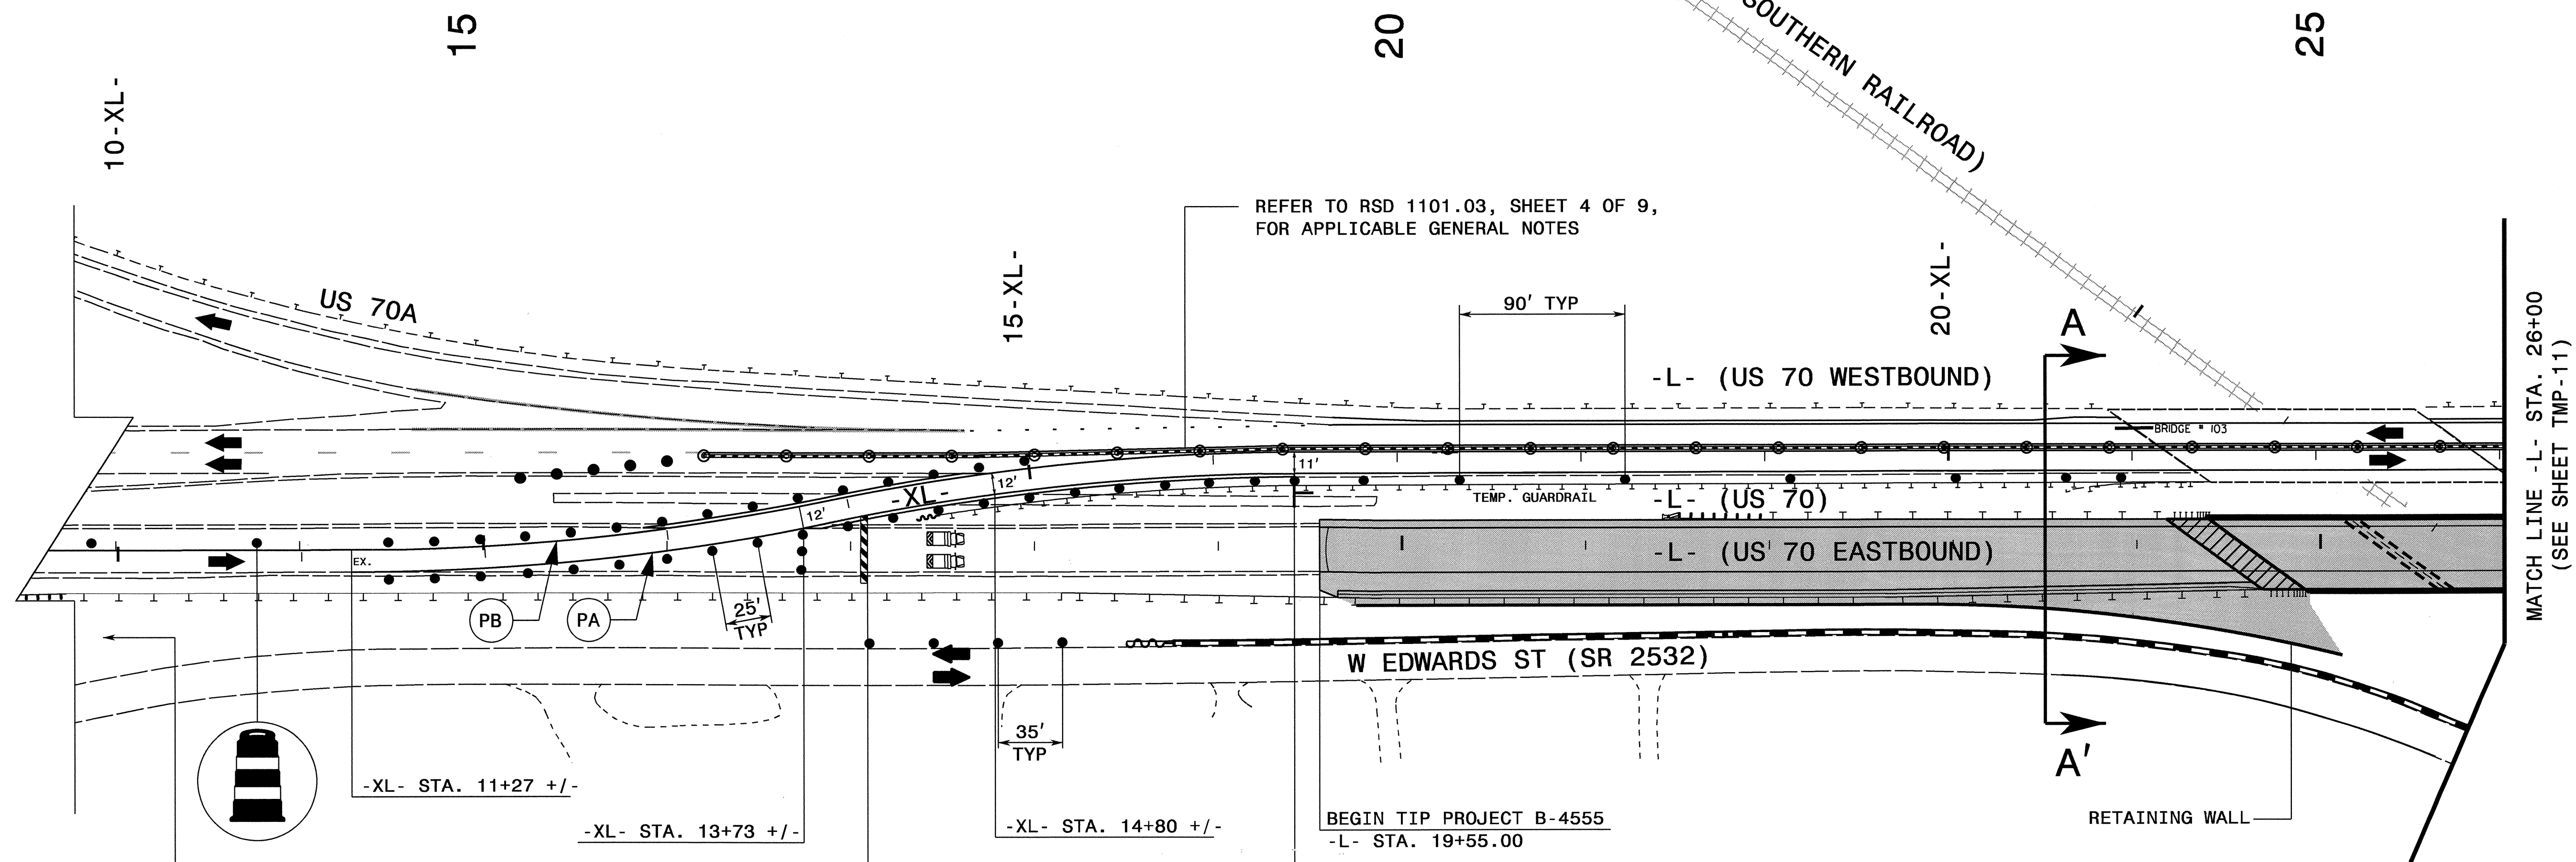 15
20
25
10-XL-
SOUTHERN RAILROAD)
REFER TO RSD 1101.03, SHEET 4 OF 9,
FOR APPLICABLE GENERAL NOTES
US 70A
15-XL-
90' TYP
20-XL-
A
-L- (US 70 WESTBOUND)
BRIDGE # 103
11'
12'
-XL-
12'
TEMP. GUARDRAIL
-L- (US 70)
EX.
-L- (US 70 EASTBOUND)
PB
PA
25'
TYP
W EDWARDS ST (SR 2532)
35'
TYP
A'
-XL- STA. 11+27 +/-
-XL- STA. 13+73 +/-
-XL- STA. 14+80 +/-
BEGIN TIP PROJECT B-4555
-L- STA. 19+55.00
RETAINING WALL
MATCH LINE -L- STA. 26+00
(SEE SHEET TMP-11)